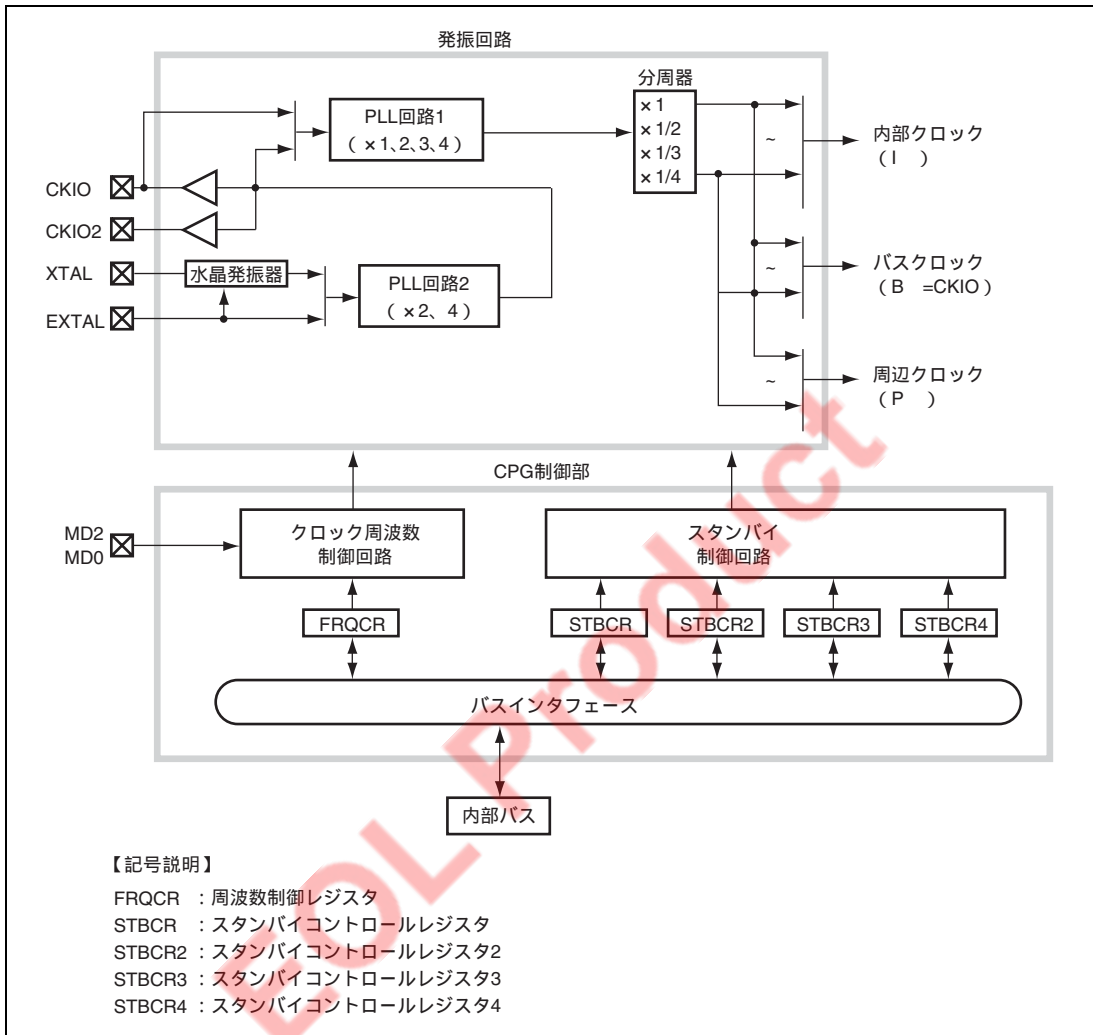 発振回路
分周器
×1
×1/2
×1/3
×1/4
PLL回路1
(×1、2、3、4)
内部クロック
(I )
CKIO
CKIO2
XTAL
水晶発振器
EXTAL
PLL回路2
(×2、4)
~
~
~
バスクロック
(B =CKIO)
周辺クロック
(P )
CPG制御部
MD2
MD0
クロック周波数
制御回路
スタンバイ
制御回路
FRQCR
STBCR
STBCR2
STBCR3
STBCR4
バスインタフェース
内部バス
【記号説明】
FRQCR :周波数制御レジスタ
STBCR :スタンバイコントロールレジスタ
STBCR2 :スタンバイコントロールレジスタ2
STBCR3 :スタンバイコントロールレジスタ3
STBCR4 :スタンバイコントロールレジスタ4
EOL Product